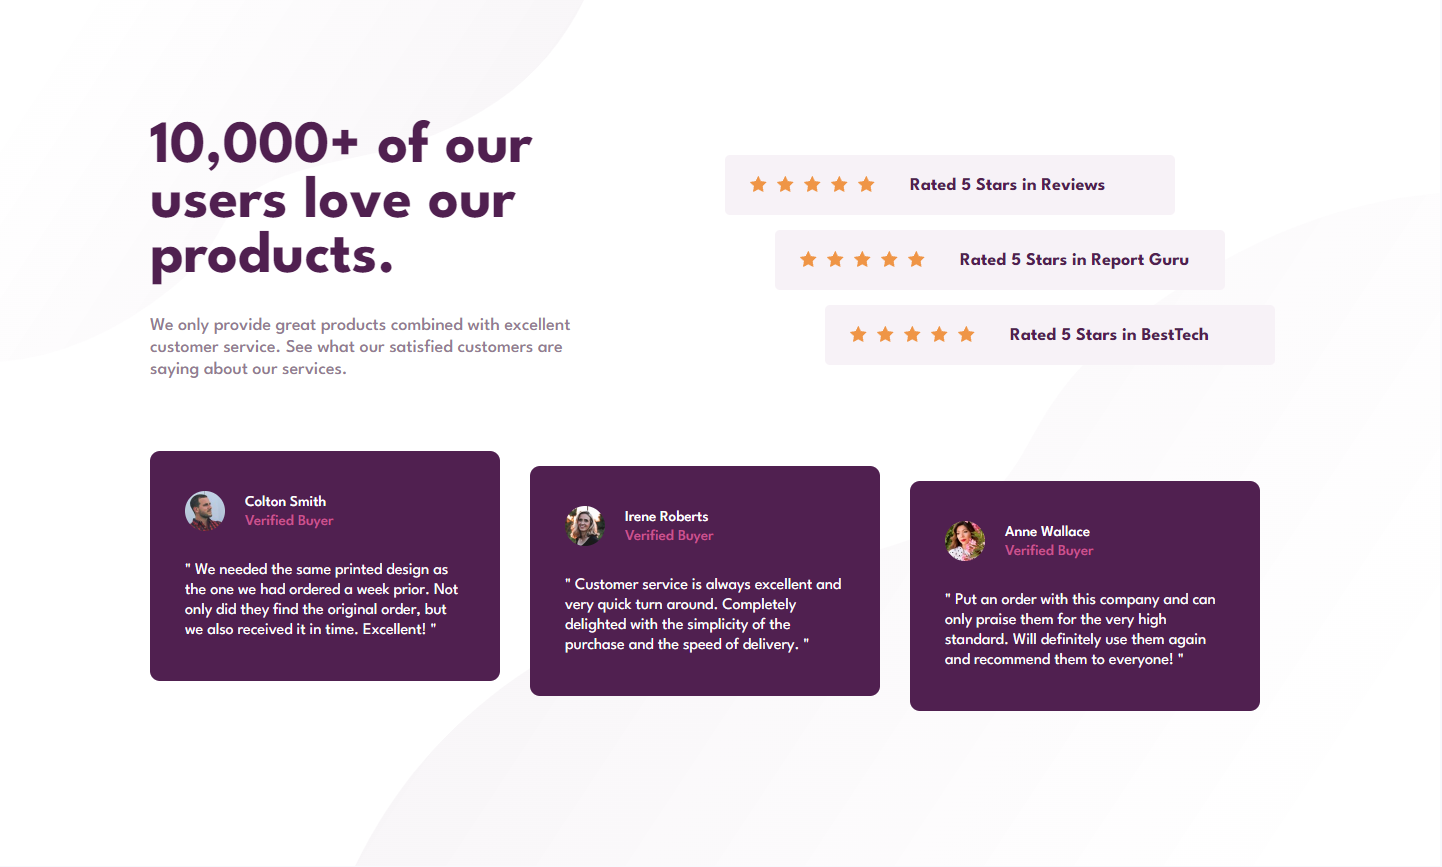 10,000+ of our
users love our
products.
We only provide great products combined with excellent
customer service. See what our satisfied customers are
saying about our services.
Rated 5 Stars in Reviews
Rated 5 Stars in Report Guru
Rated 5 Stars in BestTech
Colton Smith
Verified Buyer
" We needed the same printed design as
the one we had ordered a week prior. Not
only did they find the original order, but
we also received it in time. Excellent! "
Irene Roberts
Verified Buyer
" Customer service is always excellent and
very quick turn around. Completely
delighted with the simplicity of the
purchase and the speed of delivery. "
Anne Wallace
Verified Buyer
" Put an order with this company and can
only praise them for the very high
standard. Will definitely use them again
and recommend them to everyone! "